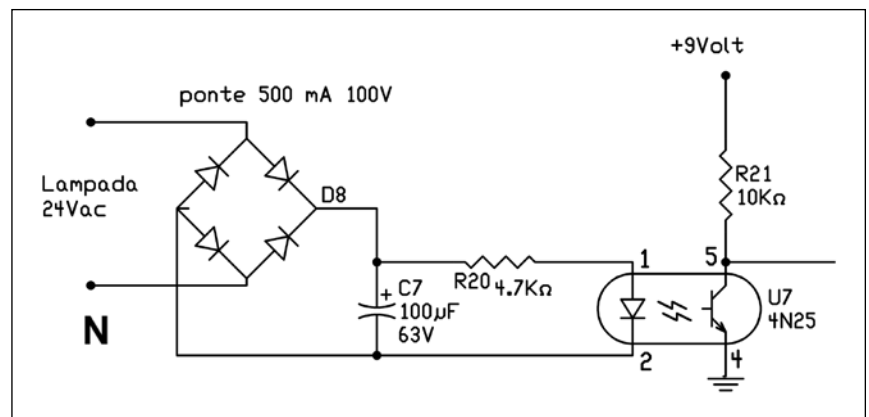 +9Volt
ponte 500 mA 100V
Lampada
24Vac
D8
R21
10KΩ
N
C7
100µF
63V
+
R20 4.7KΩ
1
5
2
4
U7
4N25